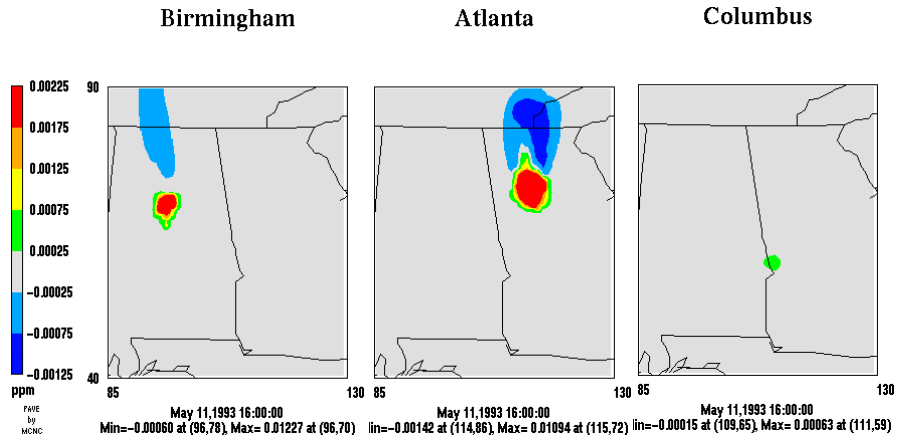 Birmingham
Atlanta
Columbus
0.00225
0.00175
0.00125
0.00075
0.00025
−0.00025
−0.00075
−0.00125
ppm
PAVE
by
MCNC
90
40
85
130
May 11,1993 16:00:00
Min=−0.00060 at (96,78), Max= 0.01227 at (96,70)
85
130
May 11,1993 16:00:00
lin=−0.00142 at (114,86), Max= 0.01094 at (115,72)
85
130
May 11,1993 16:00:00
lin=−0.00015 at (109,65), Max= 0.00063 at (111,59)